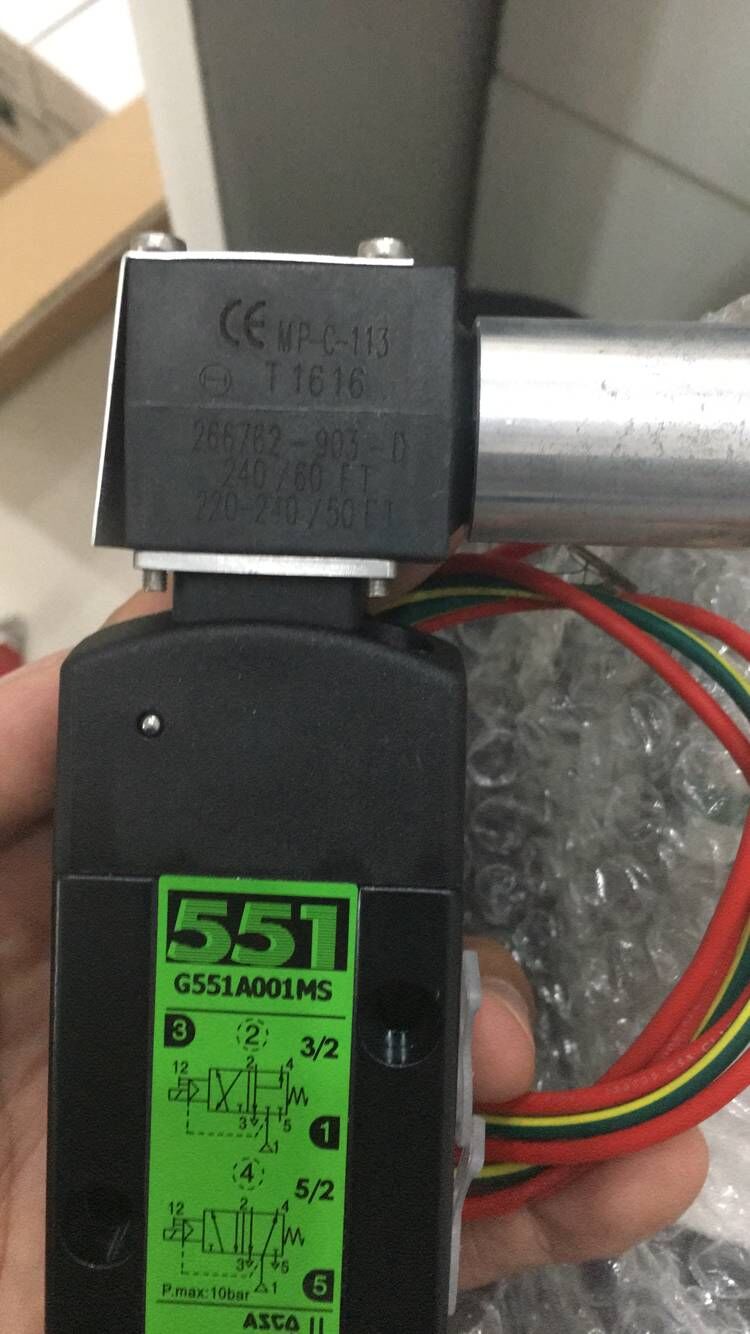 CE MP-C-113
T1616
266762-903-D
240/60 FT
220-240/50 FT
551
G551A001MS
3 2 3/2
12 2 4
3 5 1
1
4 5/2
12 2 4
3 5
P.max:10bar 1 5
ASCO